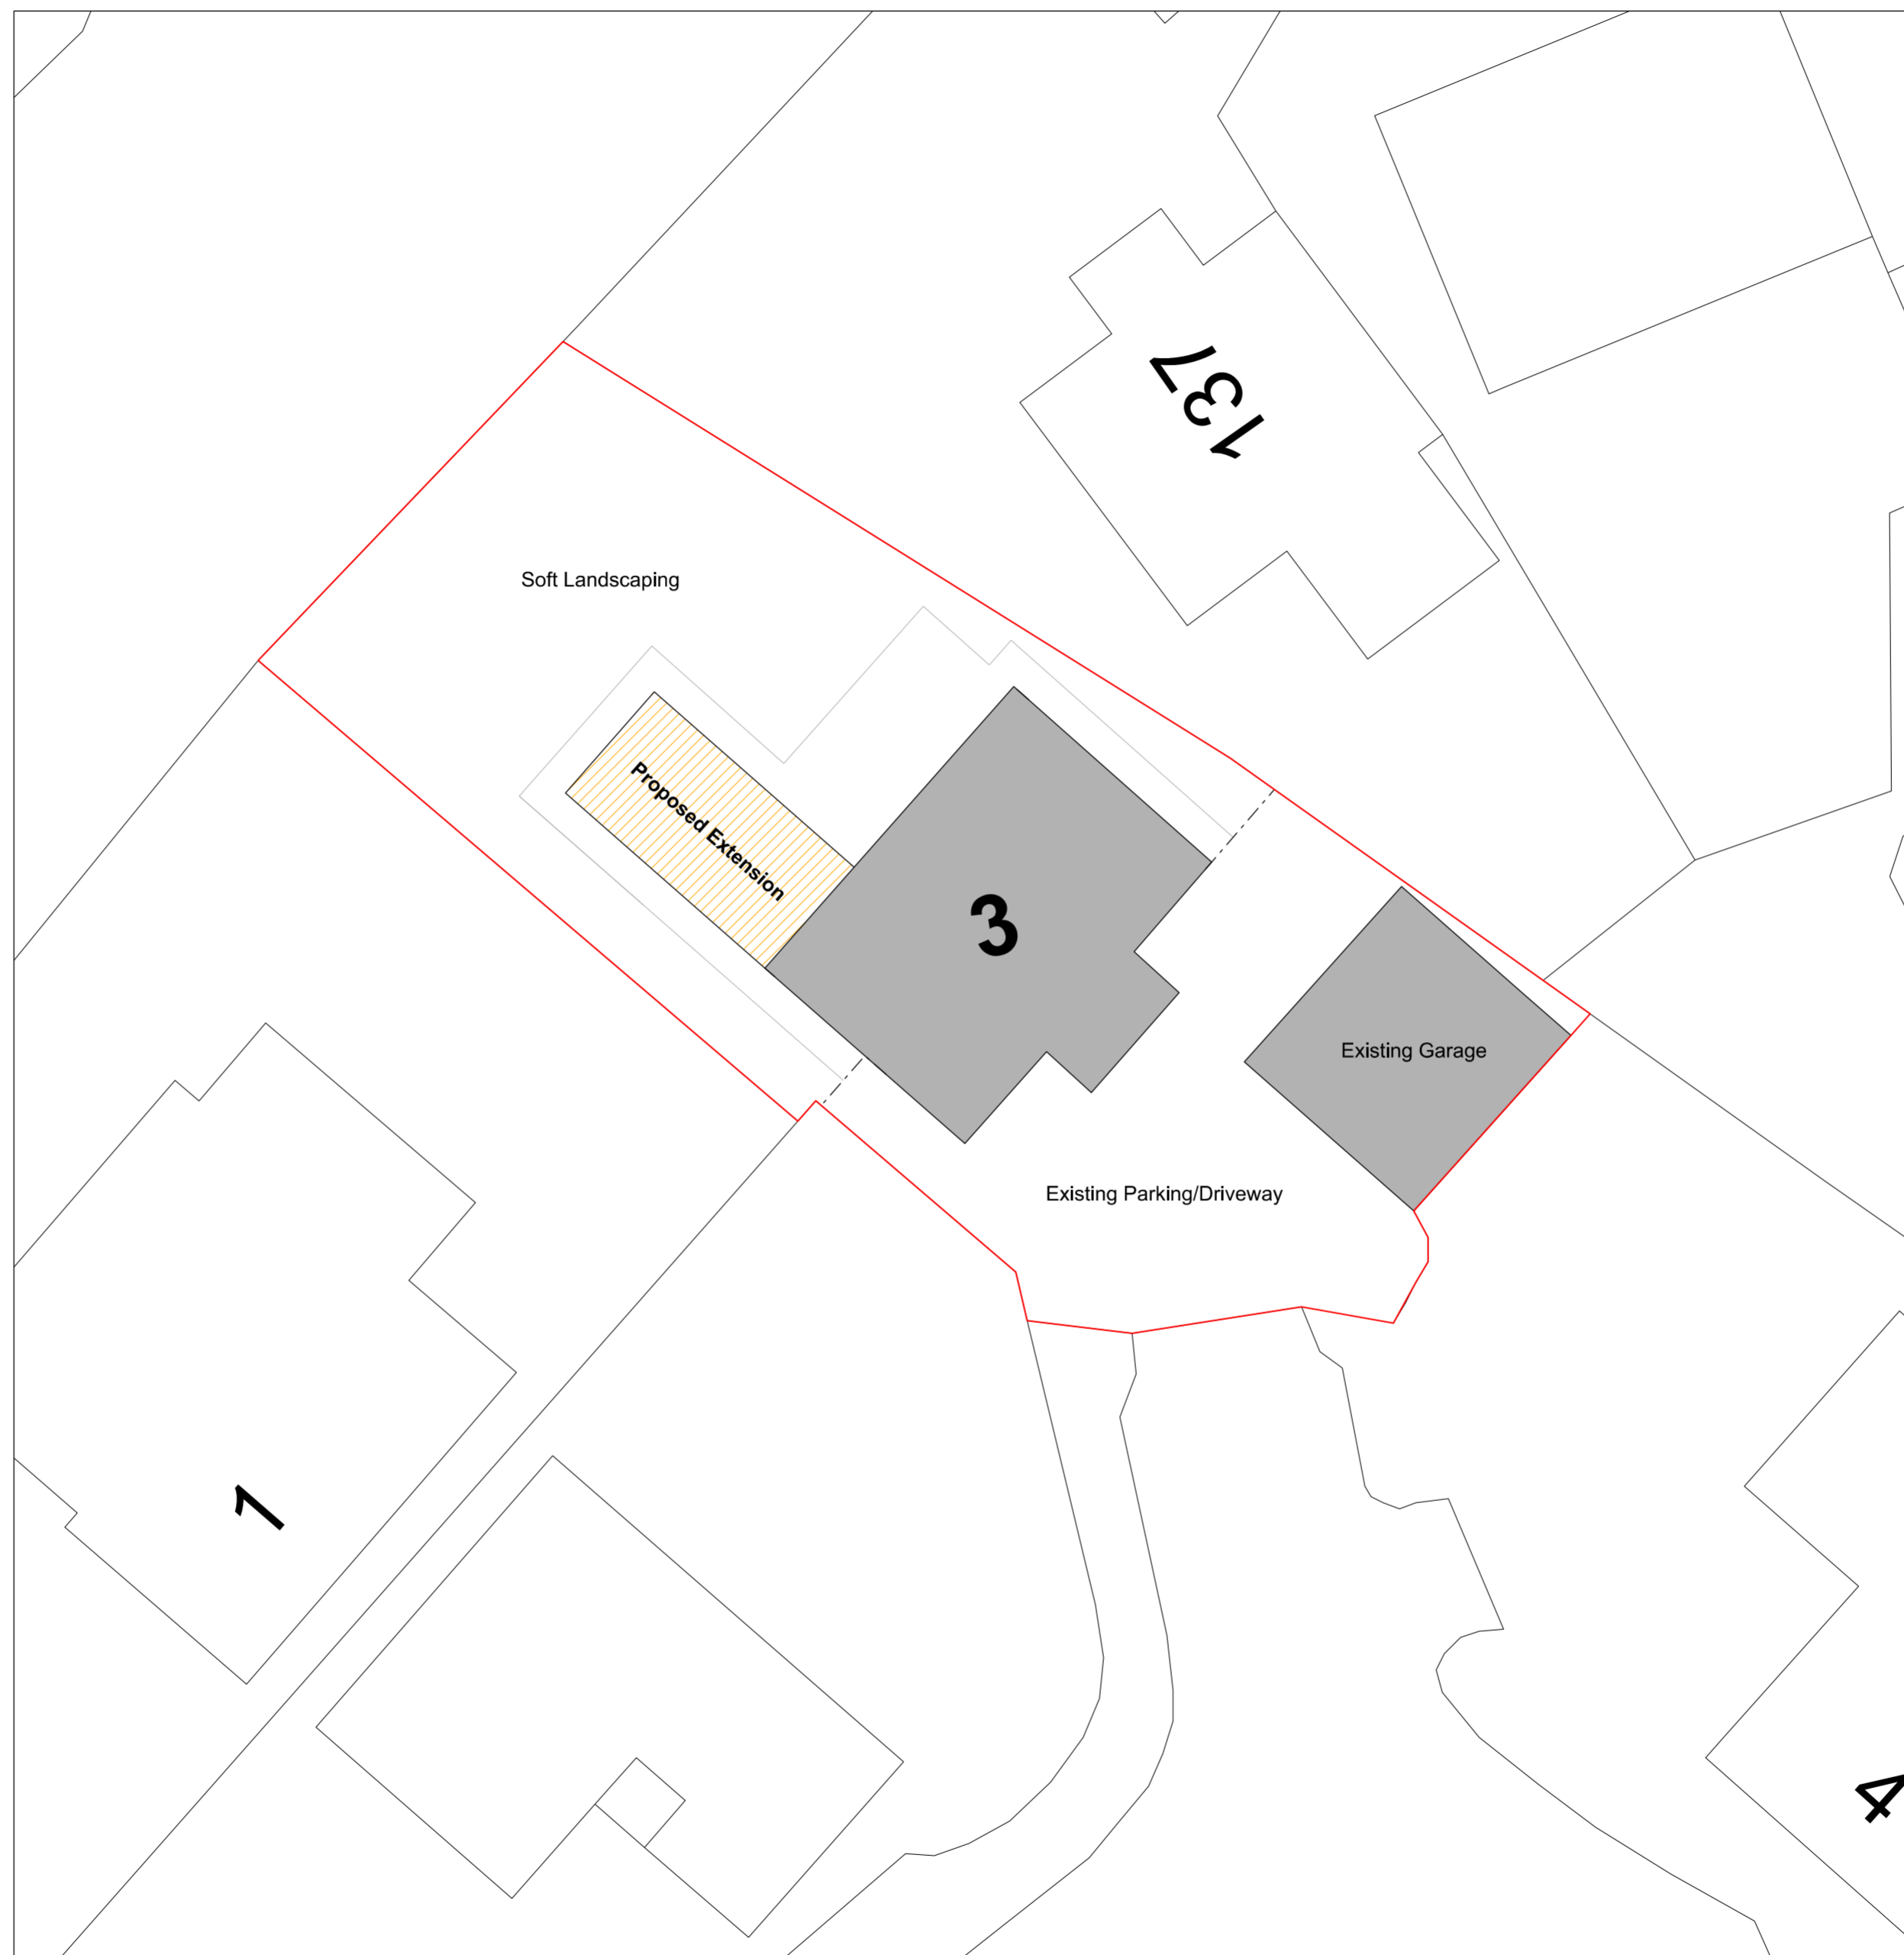 137
Soft Landscaping
Proposed Extension
3
Existing Garage
Existing Parking/Driveway
1
4